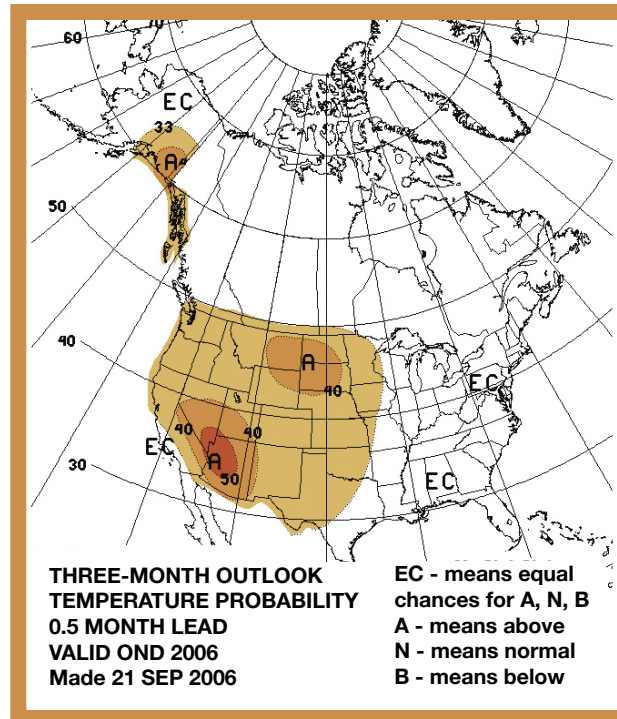 70
60
EC
33
A
50
40
A
40
EC
40
40
EC
A
50
EC
30
THREE-MONTH OUTLOOK
TEMPERATURE PROBABILITY
0.5 MONTH LEAD
VALID OND 2006
Made 21 SEP 2006
EC - means equal
chances for A, N, B
A - means above
N - means normal
B - means below